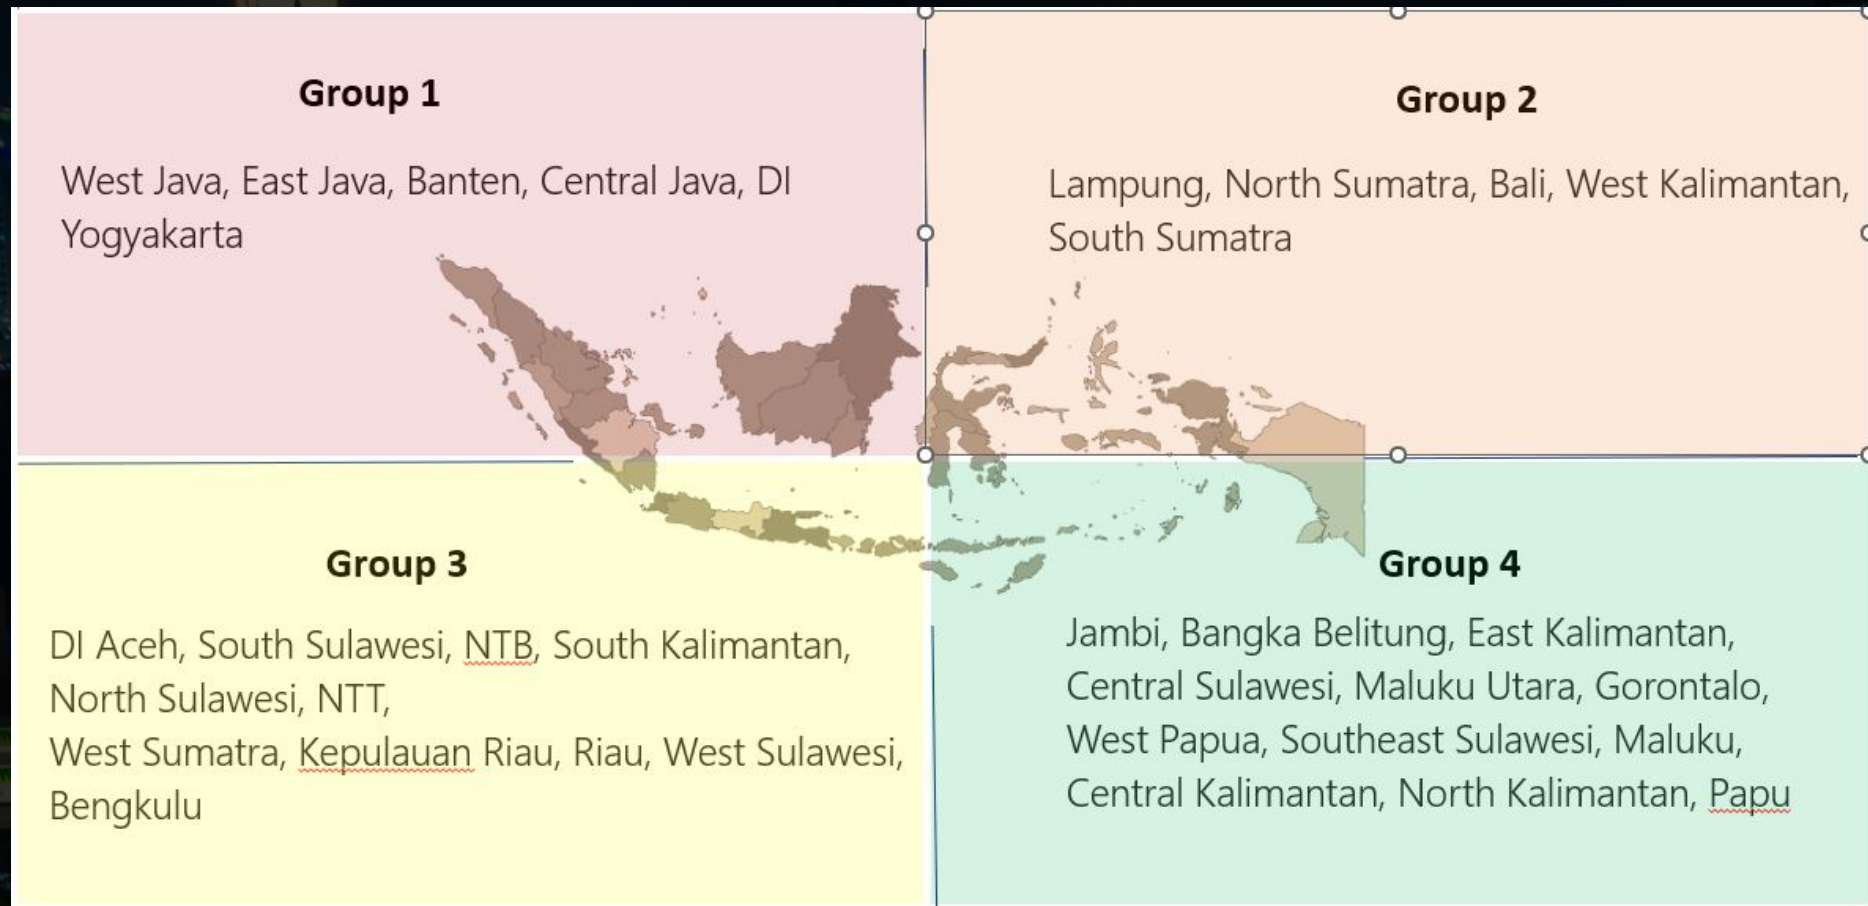 Group 1
West Java, East Java, Banten, Central Java, DI
Yogyakarta
Group 2
Lampung, North Sumatra, Bali, West Kalimantan,
South Sumatra
Group 3
DI Aceh, South Sulawesi, NTB, South Kalimantan,
North Sulawesi, NTT,
West Sumatra, Kepulauan Riau, Riau, West Sulawesi,
Bengkulu
Group 4
Jambi, Bangka Belitung, East Kalimantan,
Central Sulawesi, Maluku Utara, Gorontalo,
West Papua, Southeast Sulawesi, Maluku,
Central Kalimantan, North Kalimantan, Papu